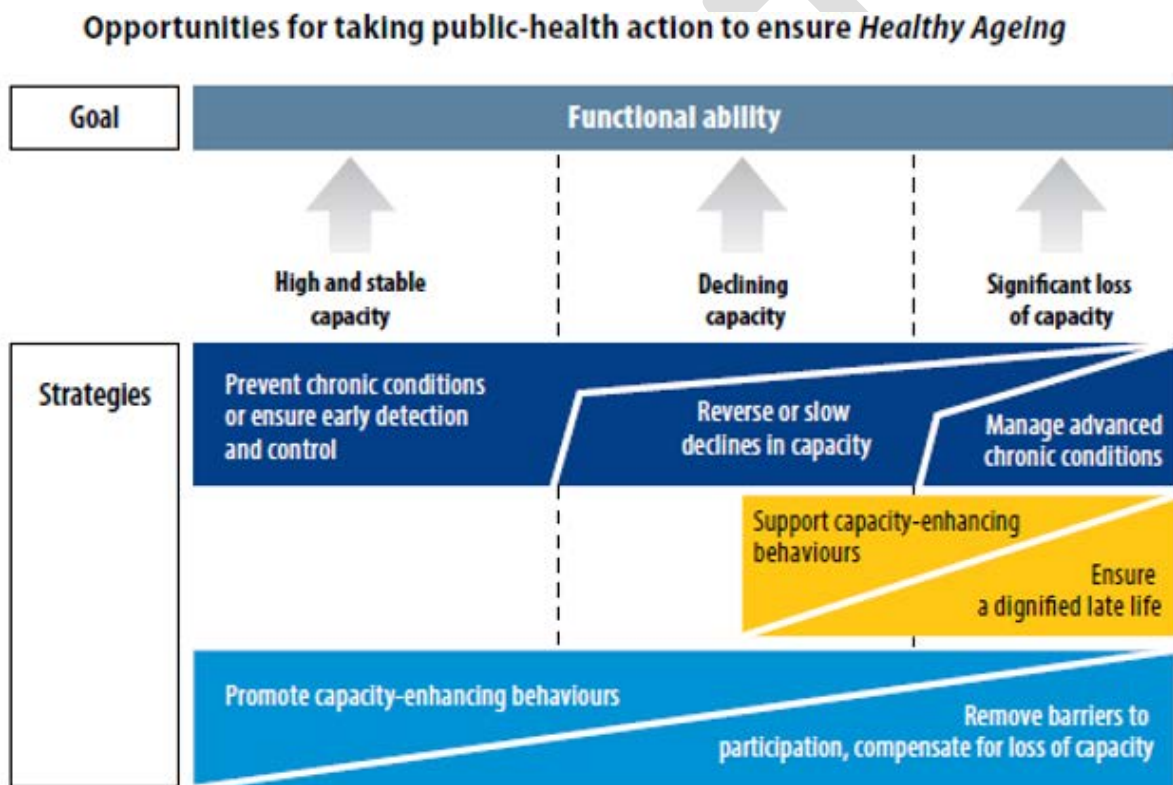 Opportunities for taking public-health action to ensure Healthy Ageing
Goal
Functional ability
High and stable
capacity
Declining
capacity
Significant loss
of capacity
Strategies
Prevent chronic conditions
or ensure early detection
and control
Reverse or slow
declines in capacity
Manage advanced
chronic conditions
Support capacity-enhancing
behaviours
Ensure
a dignified late life
Promote capacity-enhancing behaviours
Remove barriers to
participation, compensate for loss of capacity